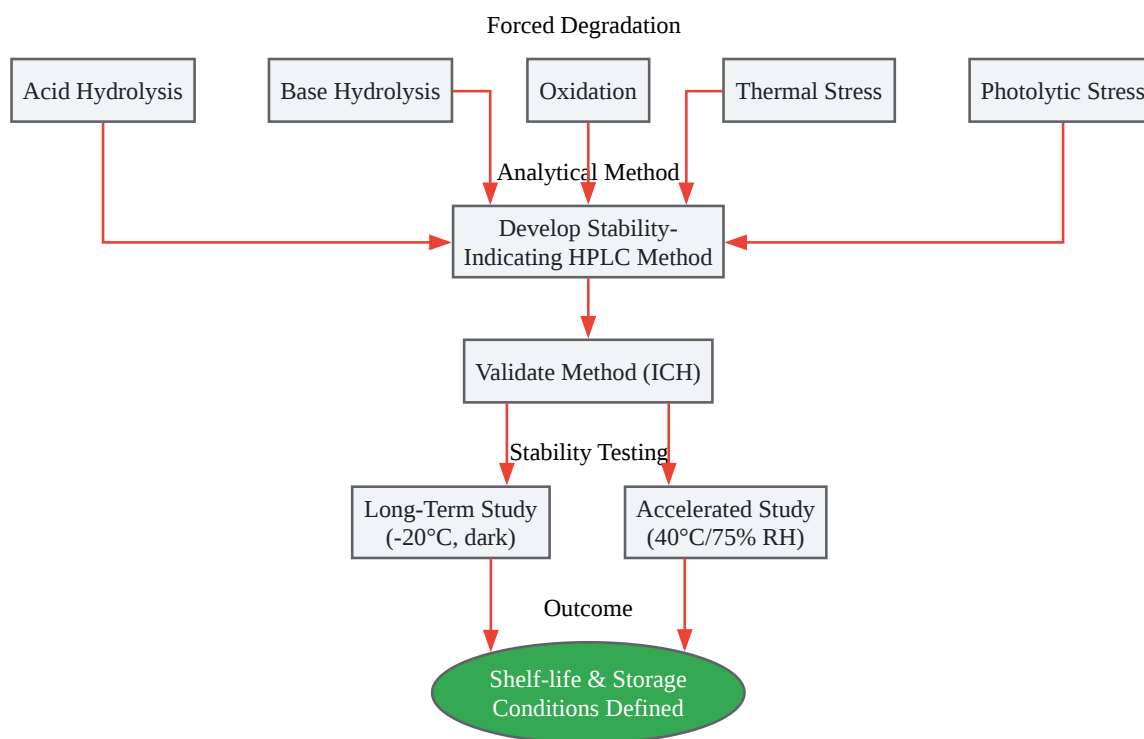 Forced Degradation
Acid Hydrolysis
Base Hydrolysis
Oxidation
Thermal Stress
Photolytic Stress
Analytical Method
Develop Stability-
Indicating HPLC Method
Validate Method (ICH)
Stability Testing
Long-Term Study
(-20°C, dark)
Accelerated Study
(40°C/75% RH)
Outcome
Shelf-life & Storage
Conditions Defined